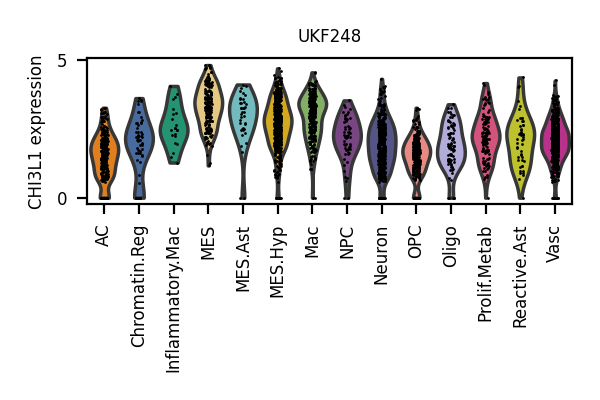 UKF248
CHI3L1 expression
5
0
AC
Chromatin.Reg
Inflammatory.Mac
MES
MES.Ast
MES.Hyp
Mac
NPC
Neuron
OPC
Oligo
Prolif.Metab
Reactive.Ast
Vasc